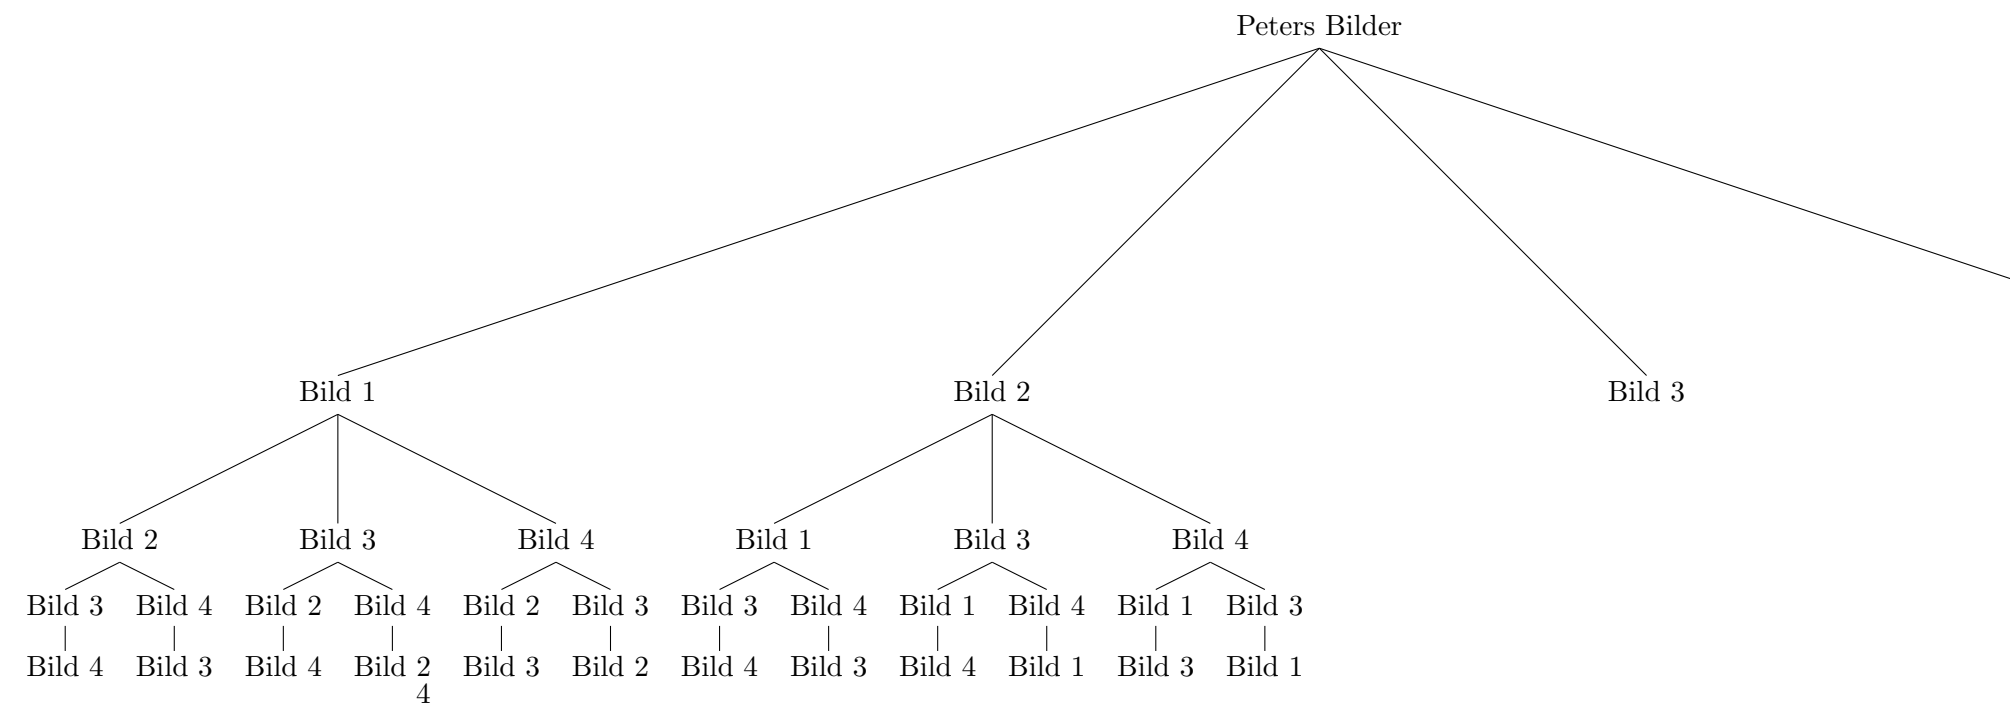 Peters Bilder
Bild 1 Bild 2 Bild 3
Bild 2 Bild 3 Bild 4 Bild 1 Bild 3 Bild 4
Bild 3 Bild 4 Bild 2 Bild 4 Bild 2 Bild 3 Bild 3 Bild 4 Bild 1 Bild 4 Bild 1 Bild 3
Bild 4 Bild 3 Bild 4 Bild 2 Bild 3 Bild 2 Bild 4 Bild 3 Bild 4 Bild 1 Bild 3 Bild 1
4